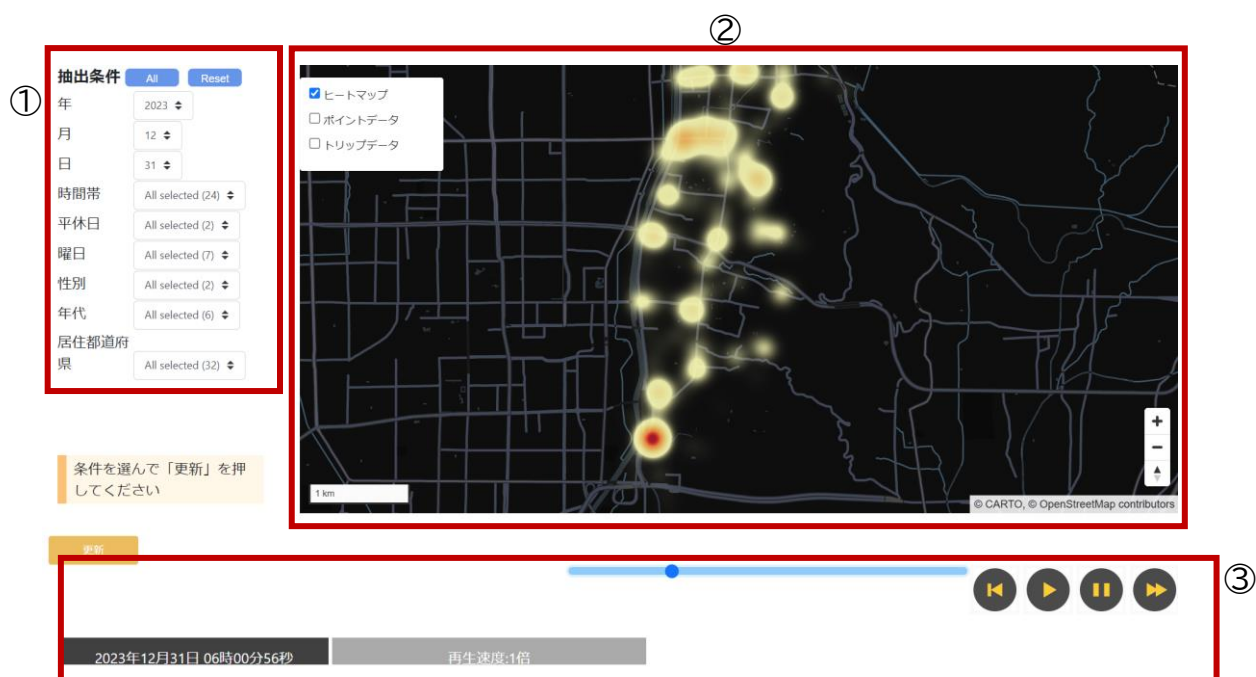 ②
①
抽出条件 All Reset
年 2023
月 12
日 31
時間帯 All selected (24)
平休日 All selected (2)
曜日 All selected (7)
性別 All selected (2)
年代 All selected (6)
居住都道府
県 All selected (32)
ヒートマップ
ポイントデータ
トリップデータ
1 km
© CARTO, © OpenStreetMap contributors
条件を選んで「更新」を押
してください
更新
③
2023年12月31日 06時00分56秒 再生速度:1倍